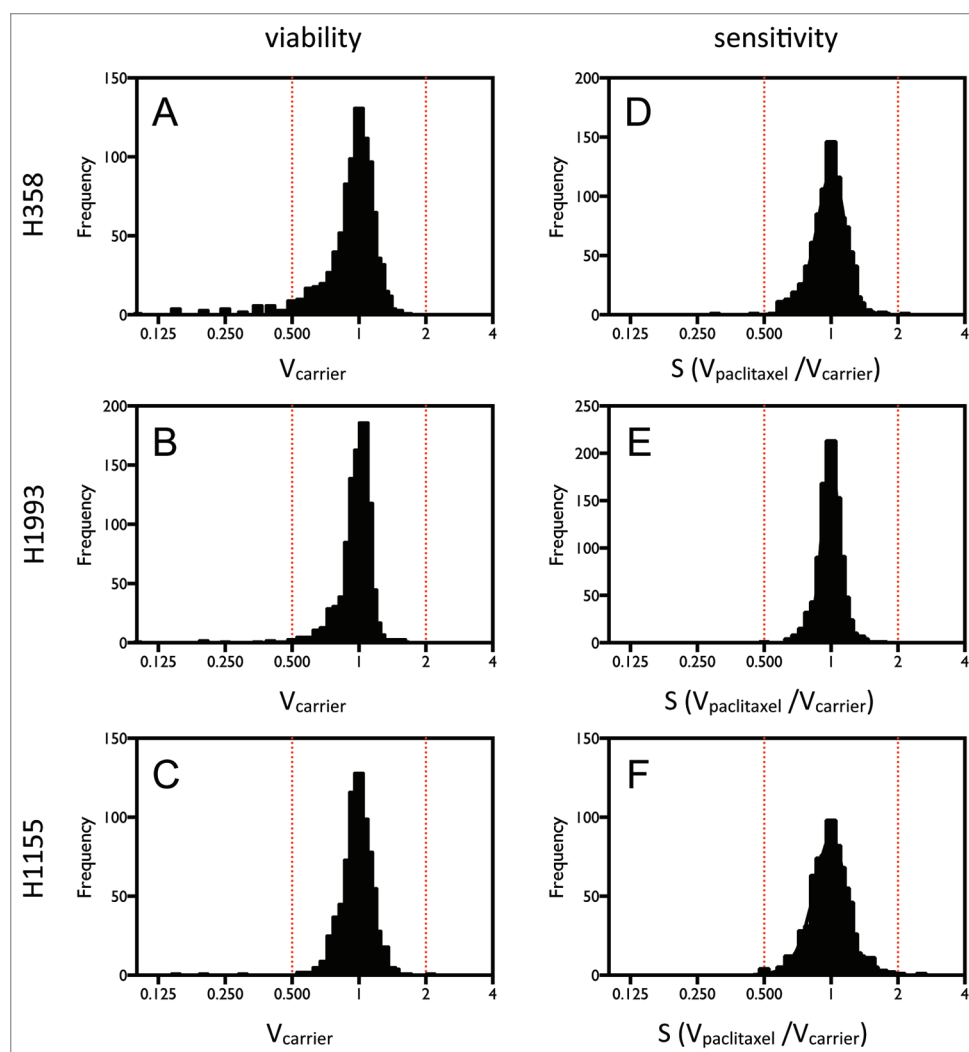 viability
sensitivity
H358
A
Frequency
150
100
50
0
0.125 0.250 0.500 1 2 4
Vcarrier
D
Frequency
200
150
100
50
0
0.125 0.250 0.500 1 2 4
S (Vpaclitaxel /Vcarrier)
H1993
B
Frequency
200
150
100
50
0
0.125 0.250 0.500 1 2 4
Vcarrier
E
Frequency
250
200
150
100
50
0
0.125 0.250 0.500 1 2 4
S (Vpaclitaxel /Vcarrier)
H1155
C
Frequency
150
100
50
0
0.125 0.250 0.500 1 2 4
Vcarrier
F
Frequency
150
100
50
0
0.125 0.250 0.500 1 2 4
S (Vpaclitaxel /Vcarrier)